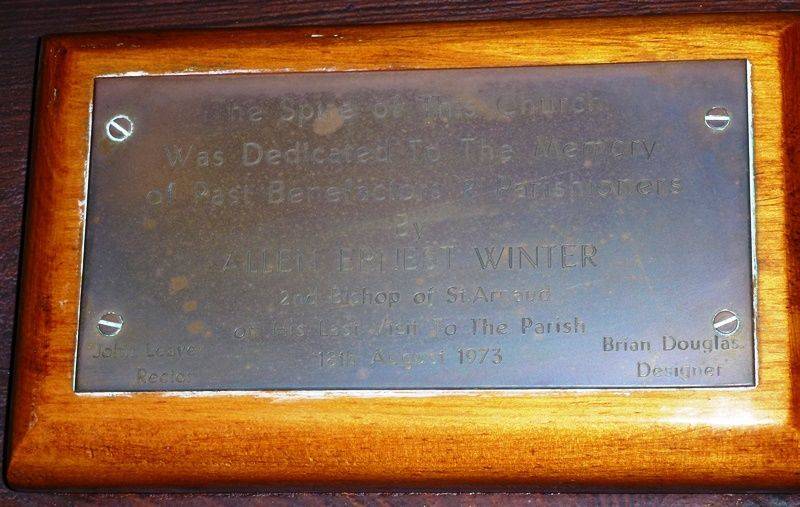 The Spire of This Church
Was Dedicated To The Memory
of Past Benefactors & Parishioners
By
ALLEN ERNEST WINTER
2nd Bishop of St.Arnaud
on His Last Visit To The Parish
18th August 1973
John Leaver
Rector
Brian Douglas
Designer